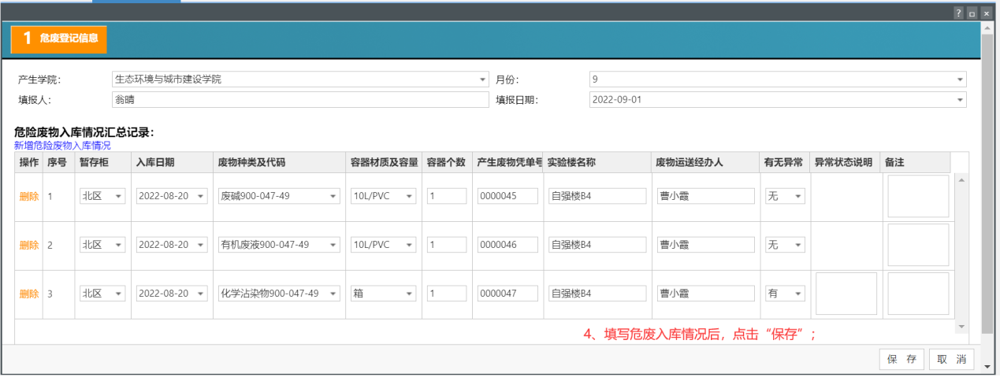 ? □ ×
1 危废登记信息
产生学院： 生态环境与城市建设学院 月份： 9
填报人： 翁晴 填报日期： 2022-09-01
危险废物入库情况汇总记录：
新增危险废物入库情况
操作 序号 暂存柜 入库日期 废物种类及代码 容器材质及容量 容器个数 产生废物凭单号 实验楼名称 废物运送经办人 有无异常 异常状态说明 备注
删除 1 北区 2022-08-20 废碱900-047-49 10L/PVC 1 0000045 自强楼B4 曹小霞 无
删除 2 北区 2022-08-20 有机废液900-047-49 10L/PVC 1 0000046 自强楼B4 曹小霞 无
删除 3 北区 2022-08-20 化学沾染物900-047-49 箱 1 0000047 自强楼B4 曹小霞 有
4、填写危废入库情况后，点击“保存”；
保 存 取 消